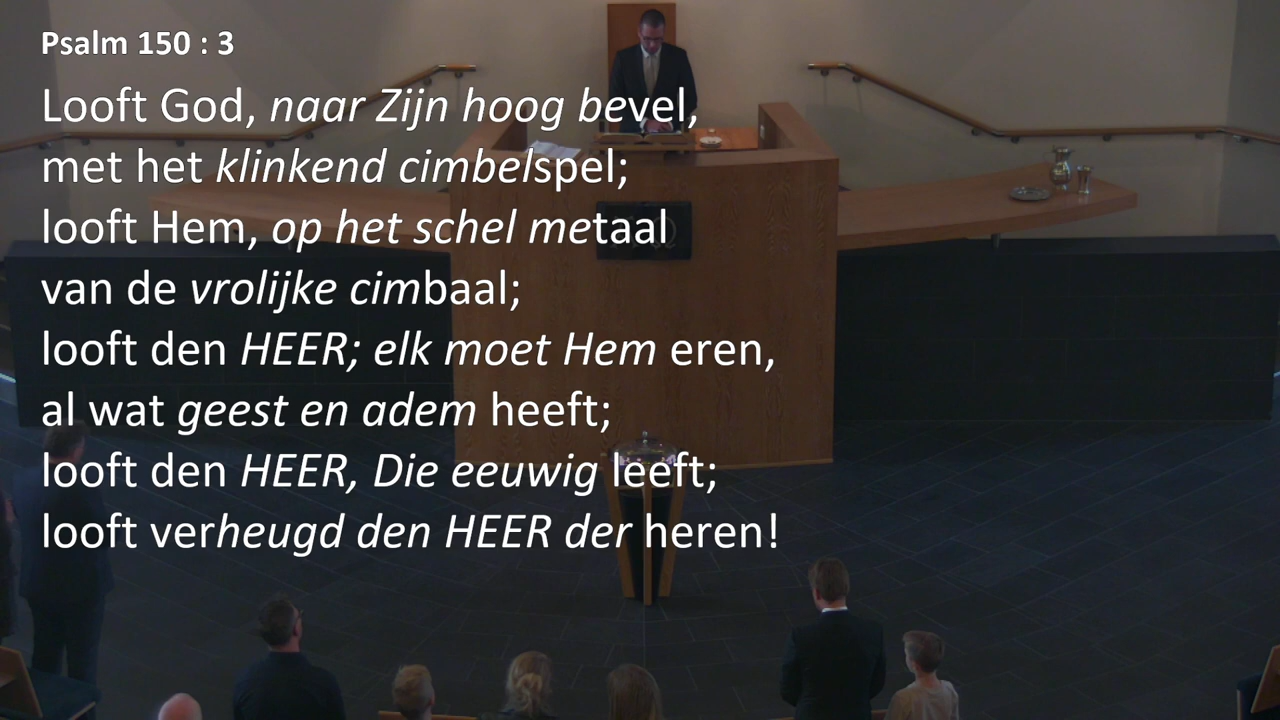 Psalm 150 : 3
Looft God, naar Zijn hoog bevel,
met het klinkend cimbelspel;
looft Hem, op het schel metaal
van de vrolijke cimbaal;
looft den HEER; elk moet Hem eren,
al wat geest en adem heeft;
looft den HEER, Die eeuwig leeft;
looft verheugd den HEER der heren!